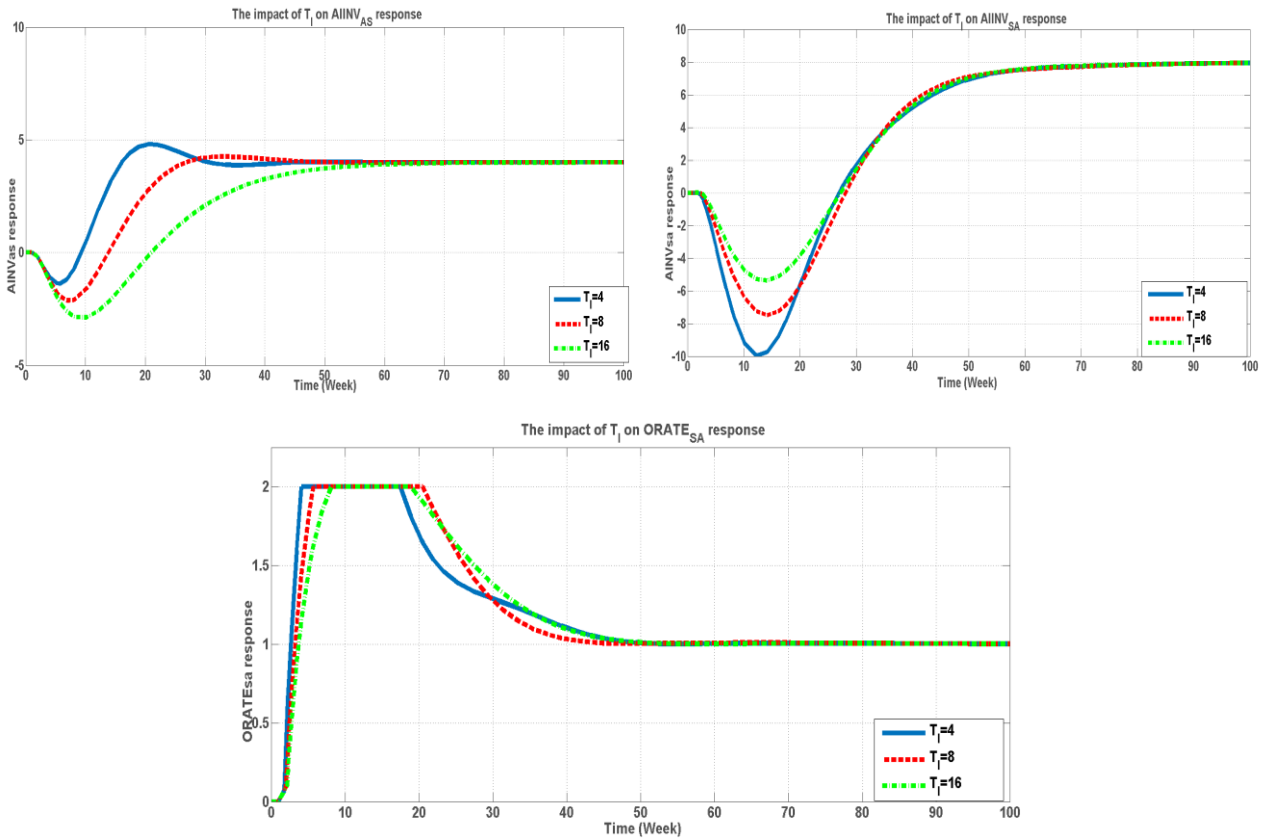 The impact of T_I on AIINV_AS response
10
5
0
-5
AINVas response
0 10 20 30 40 50 60 70 80 90 100
Time (Week)
T_I=4
T_I=8
T_I=16
The impact of T_I on AIINV_SA response
10
8
6
4
2
0
-2
-4
-6
-8
-10
AINVsa response
0 10 20 30 40 50 60 70 80 90 100
Time (Week)
T_I=4
T_I=8
T_I=16
The impact of T_I on ORATE_SA response
2
1.5
1
0.5
0
ORATEsa response
0 10 20 30 40 50 60 70 80 90 100
Time (Week)
T_I=4
T_I=8
T_I=16